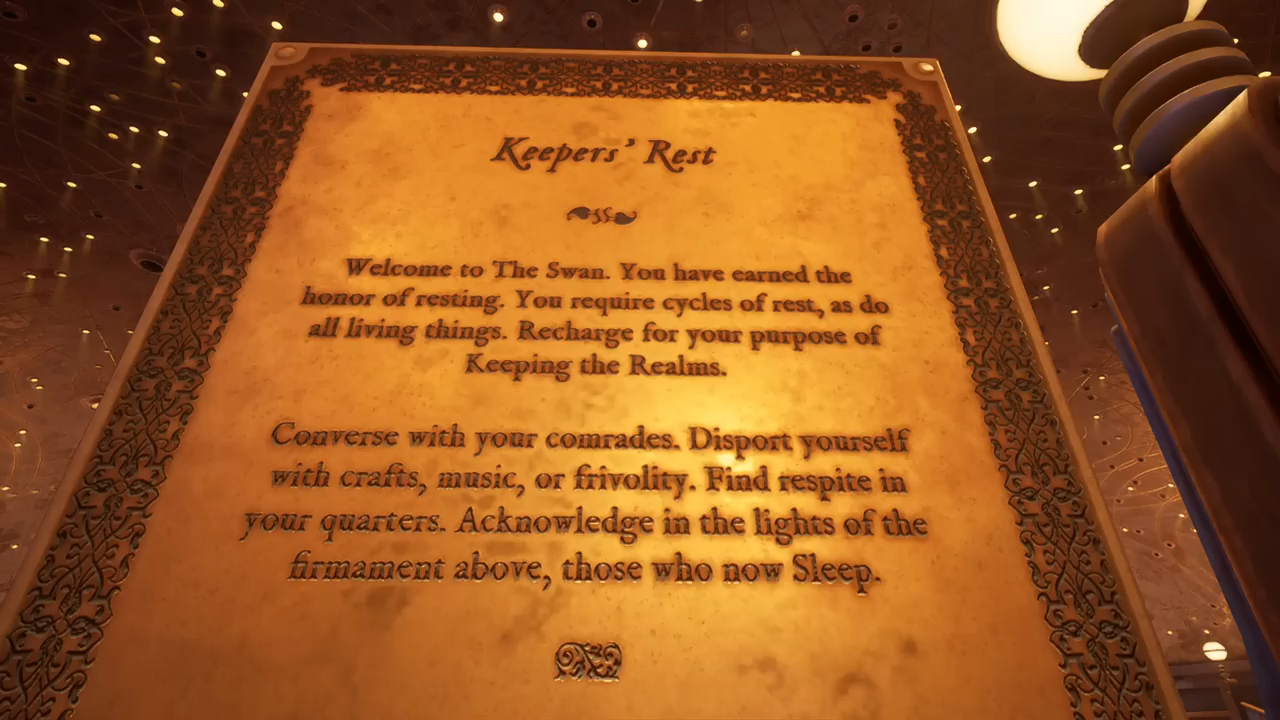 Keepers' Rest
Welcome to The Swan. You have earned the
honor of resting. You require cycles of rest, as do
all living things. Recharge for your purpose of
Keeping the Realms.
Converse with your comrades. Disport yourself
with crafts, music, or frivolity. Find respite in
your quarters. Acknowledge in the lights of the
firmament above, those who now Sleep.